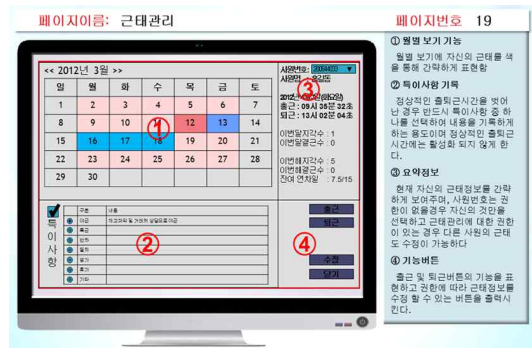 페이지이름: 근태관리
페이지번호 19
<< 2012년 3월 >>
일 월 화 수 목 금 토
1 2 3 4 5 6 7
8 9 10 11 12 13 14
15 16 17 18 19 20 21
22 23 24 25 26 27 28
29 30
①
사원번호:
사원명 : 홍길동
③
출근 : 09시 35분 32초
퇴근 : 13시 02분 04초
이번달지각수 : 1
이번달결근수 : 0
이번해지각수 : 5
이번해결근수 : 0
잔여 연차일 : 7.5/15
특이사항
구분 내용
②
기타
④
출근
퇴근
수정
닫기
① 월별 보기 기능
월별 보기에 자신의 근태를 색
을 통해 간략하게 표현함
② 특이사항 기록
정상적인 출퇴근시간을 벗어
난 경우 반드시 특이사항 중 하
나를 선택하여 내용을 기록하게
하는 용도이며 정상적인 출퇴근
시간에는 활성화 되지 않게 한
다.
③ 요약정보
현재 자신의 근태정보를 간략
하게 보여주며, 사원번호는 권
한이 없을경우 자신의 것만을
선택하고 근태관리에 대한 권한
이 있는 경우 다른 사원의 근태
도 수정이 가능하다
④ 기능버튼
출근 및 퇴근버튼의 기능을 표
현하고 권한에 따라 근태정보를
수정 할 수 있는 버튼을 출력시
킨다.